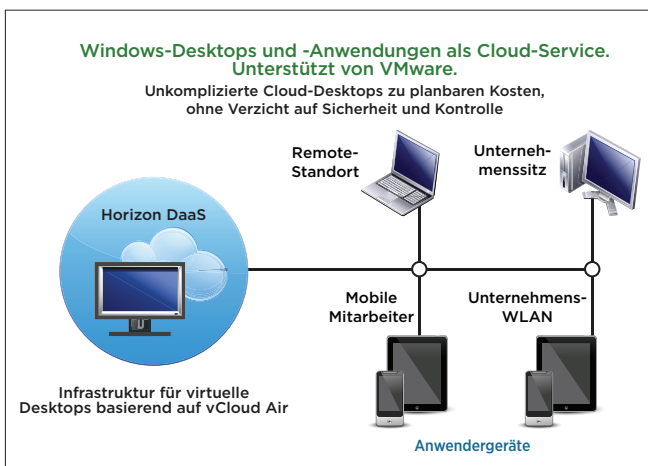 Windows-Desktops und -Anwendungen als Cloud-Service.
Unterstützt von VMware.
Unkomplizierte Cloud-Desktops zu planbaren Kosten,
ohne Verzicht auf Sicherheit und Kontrolle
Remote-
Standort
Unterneh-
menssitz
Horizon DaaS
Mobile
Mitarbeiter
Unternehmens-
WLAN
Infrastruktur für virtuelle
Desktops basierend auf vCloud Air
Anwendergeräte